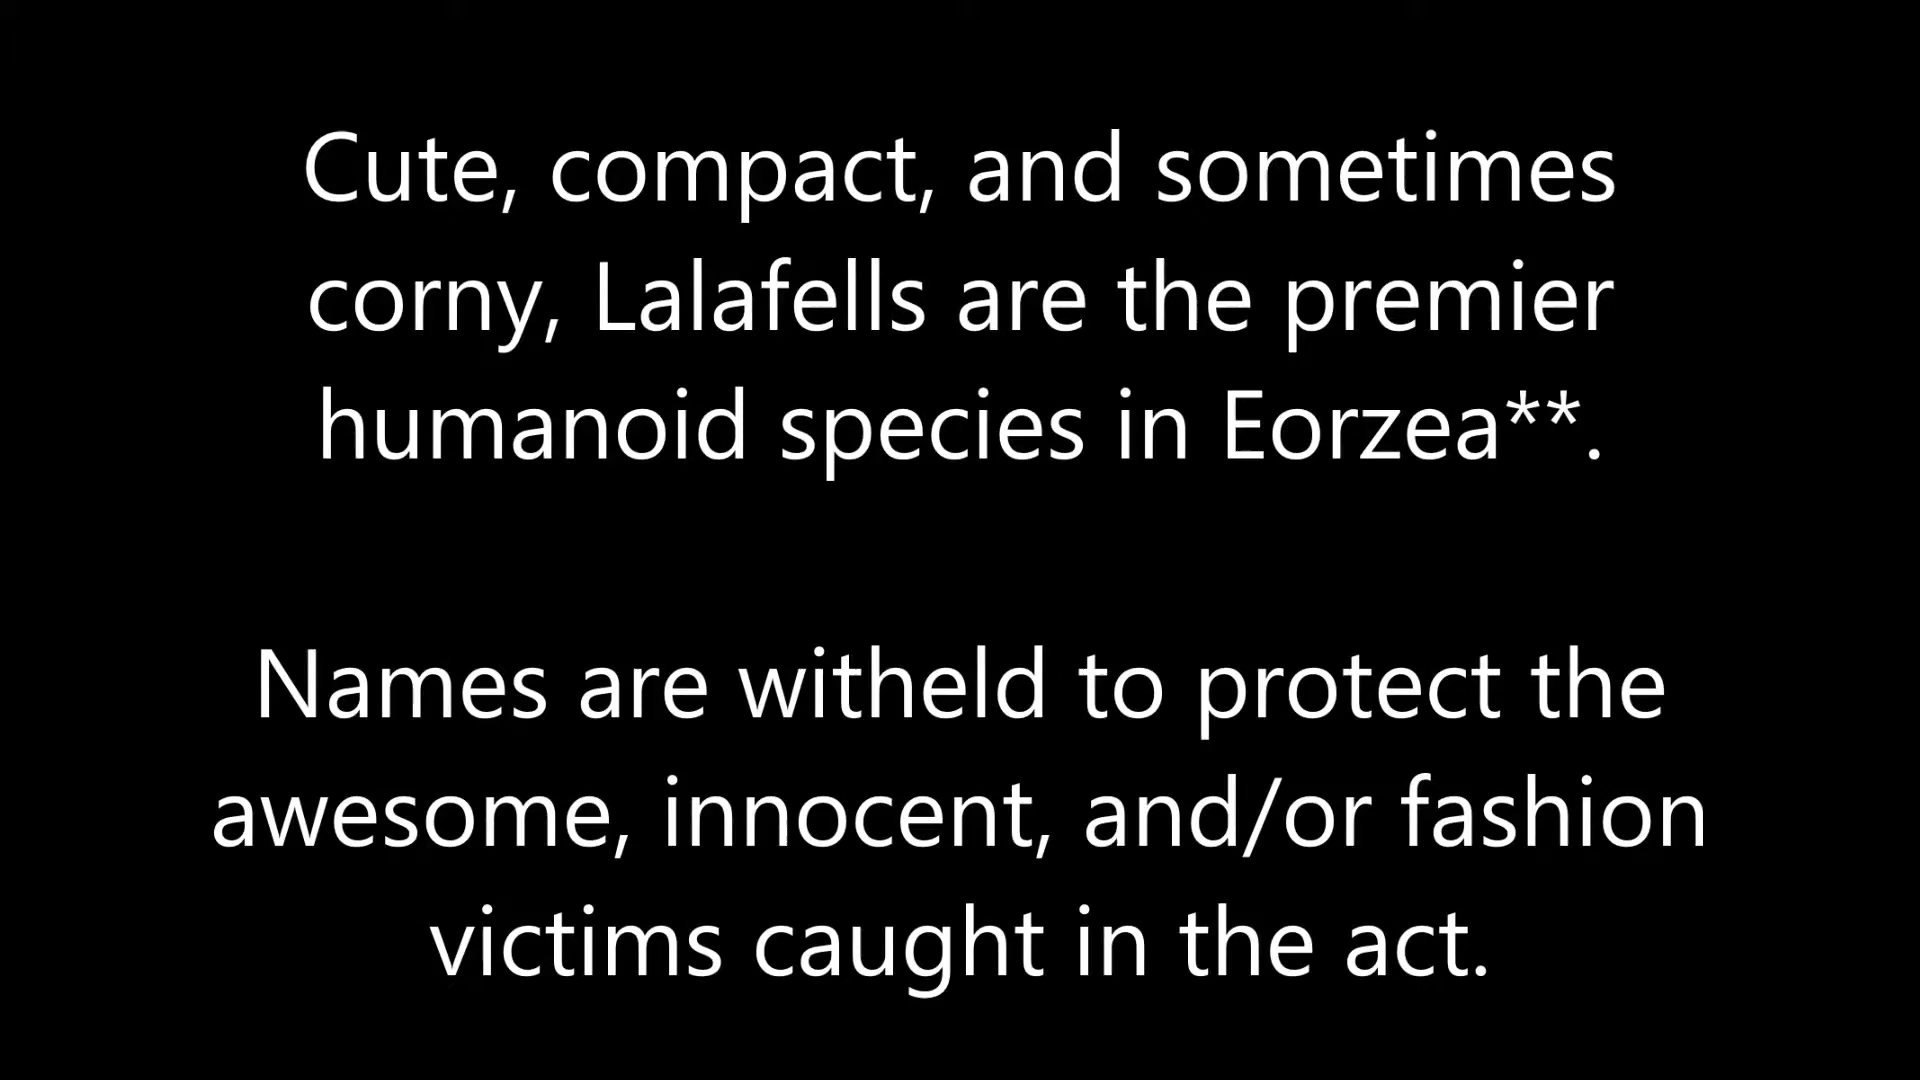 Cute, compact, and sometimes
corny, Lalafells are the premier
humanoid species in Eorzea**.
Names are witheld to protect the
awesome, innocent, and/or fashion
victims caught in the act.